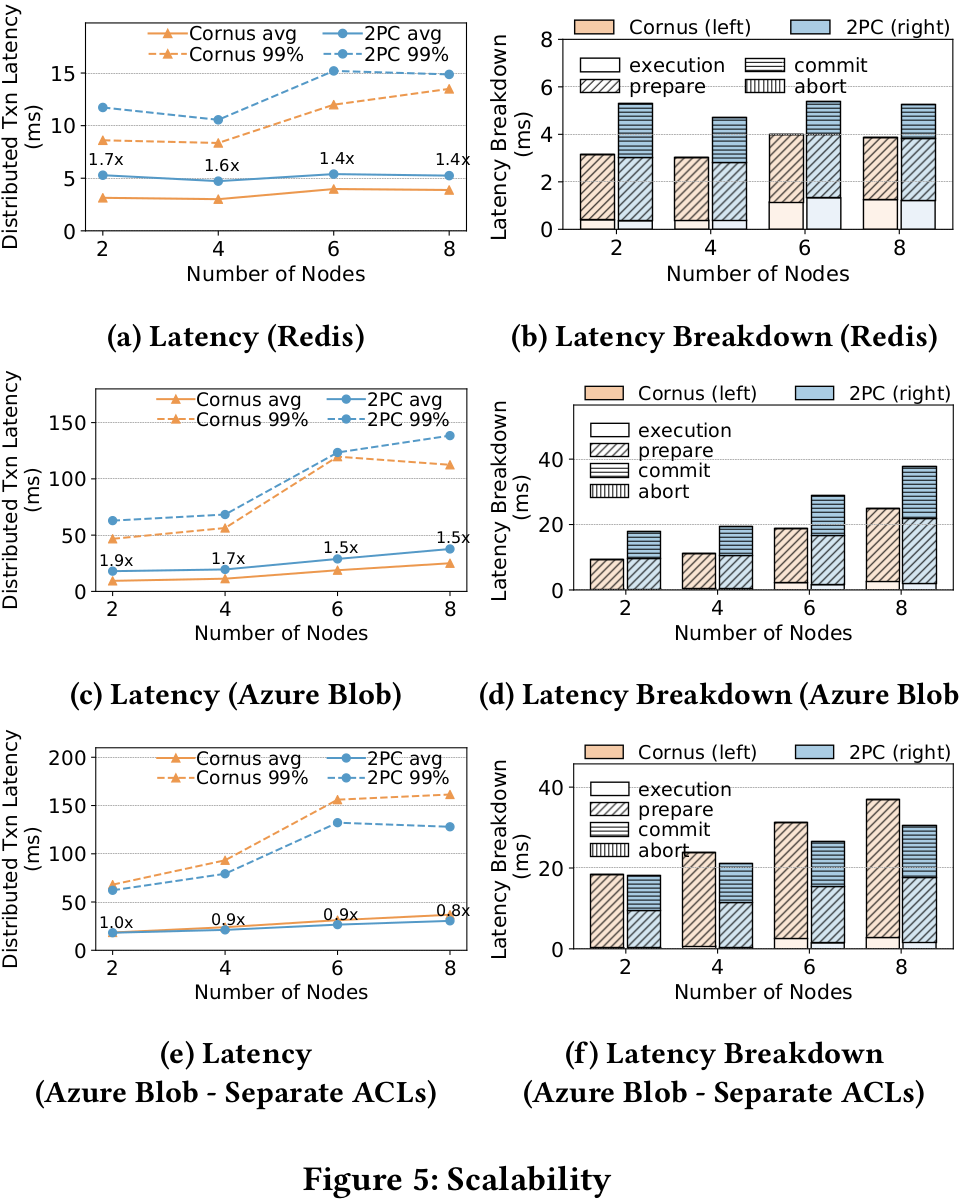 Distributed Txn Latency
(ms)
Cornus avg
Cornus 99%
2PC avg
2PC 99%
15
10
5
0
1.7x
1.6x
1.4x
1.4x
2
4
6
8
Number of Nodes
(a) Latency (Redis)
Latency Breakdown
(ms)
Cornus (left)
2PC (right)
execution
prepare
commit
abort
8
6
4
2
0
2
4
6
8
Number of Nodes
(b) Latency Breakdown (Redis)
Distributed Txn Latency
(ms)
Cornus avg
Cornus 99%
2PC avg
2PC 99%
150
100
50
0
1.9x
1.7x
1.5x
1.5x
2
4
6
8
Number of Nodes
(c) Latency (Azure Blob)
Latency Breakdown
(ms)
Cornus (left)
2PC (right)
execution
prepare
commit
abort
40
20
0
2
4
6
8
Number of Nodes
(d) Latency Breakdown (Azure Blob
Distributed Txn Latency
(ms)
Cornus avg
Cornus 99%
2PC avg
2PC 99%
200
150
100
50
0
1.0x
0.9x
0.9x
0.8x
2
4
6
8
Number of Nodes
(e) Latency
(Azure Blob - Separate ACLs)
Latency Breakdown
(ms)
Cornus (left)
2PC (right)
execution
prepare
commit
abort
40
20
0
2
4
6
8
Number of Nodes
(f) Latency Breakdown
(Azure Blob - Separate ACLs)
Figure 5: Scalability